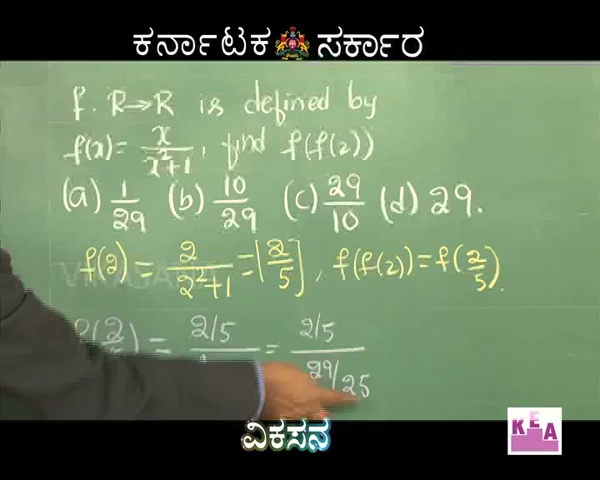 ಕರ್ನಾಟಕ ಸರ್ಕಾರ
f: R→R is defined by
f(x) = x/(x²+1), find f(f(2))
(a) 1/29 (b) 10/29 (c) 29/10 (d) 29.
f(2) = 2/(2²+1) = [2/5], f(f(2)) = f(2/5).
= 2/5 = (2/5)/(29/25)
ವಿಕಸನ
KEA